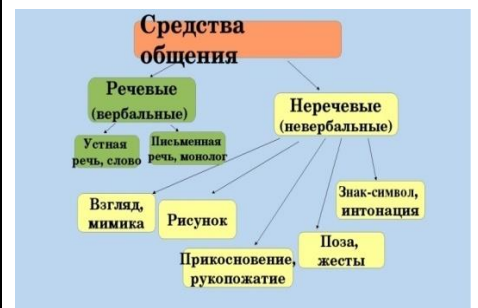 Средства
общения
Речевые
(вербальные)
Неречевые
(невербальные)
Устная
речь, слово
Письменная
речь, монолог
Взгляд,
мимика
Рисунок
Прикосновение,
рукопожатие
Поза,
жесты
Знак-символ,
интонация